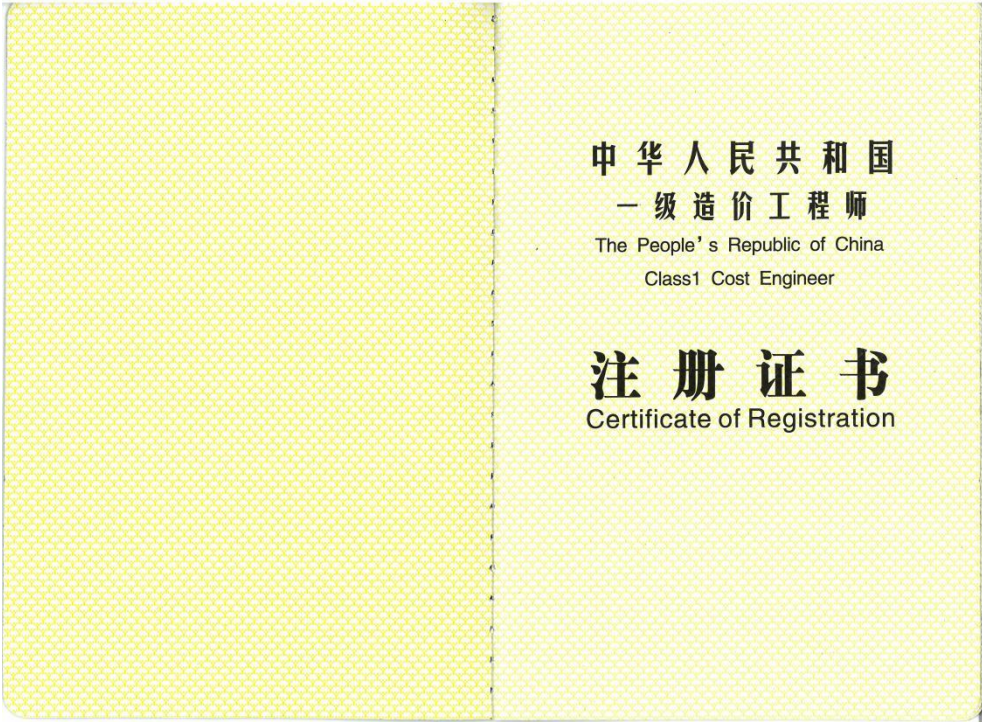 中华人民共和国
一级造价工程师
The People's Republic of China
Class1 Cost Engineer
注册证书
Certificate of Registration